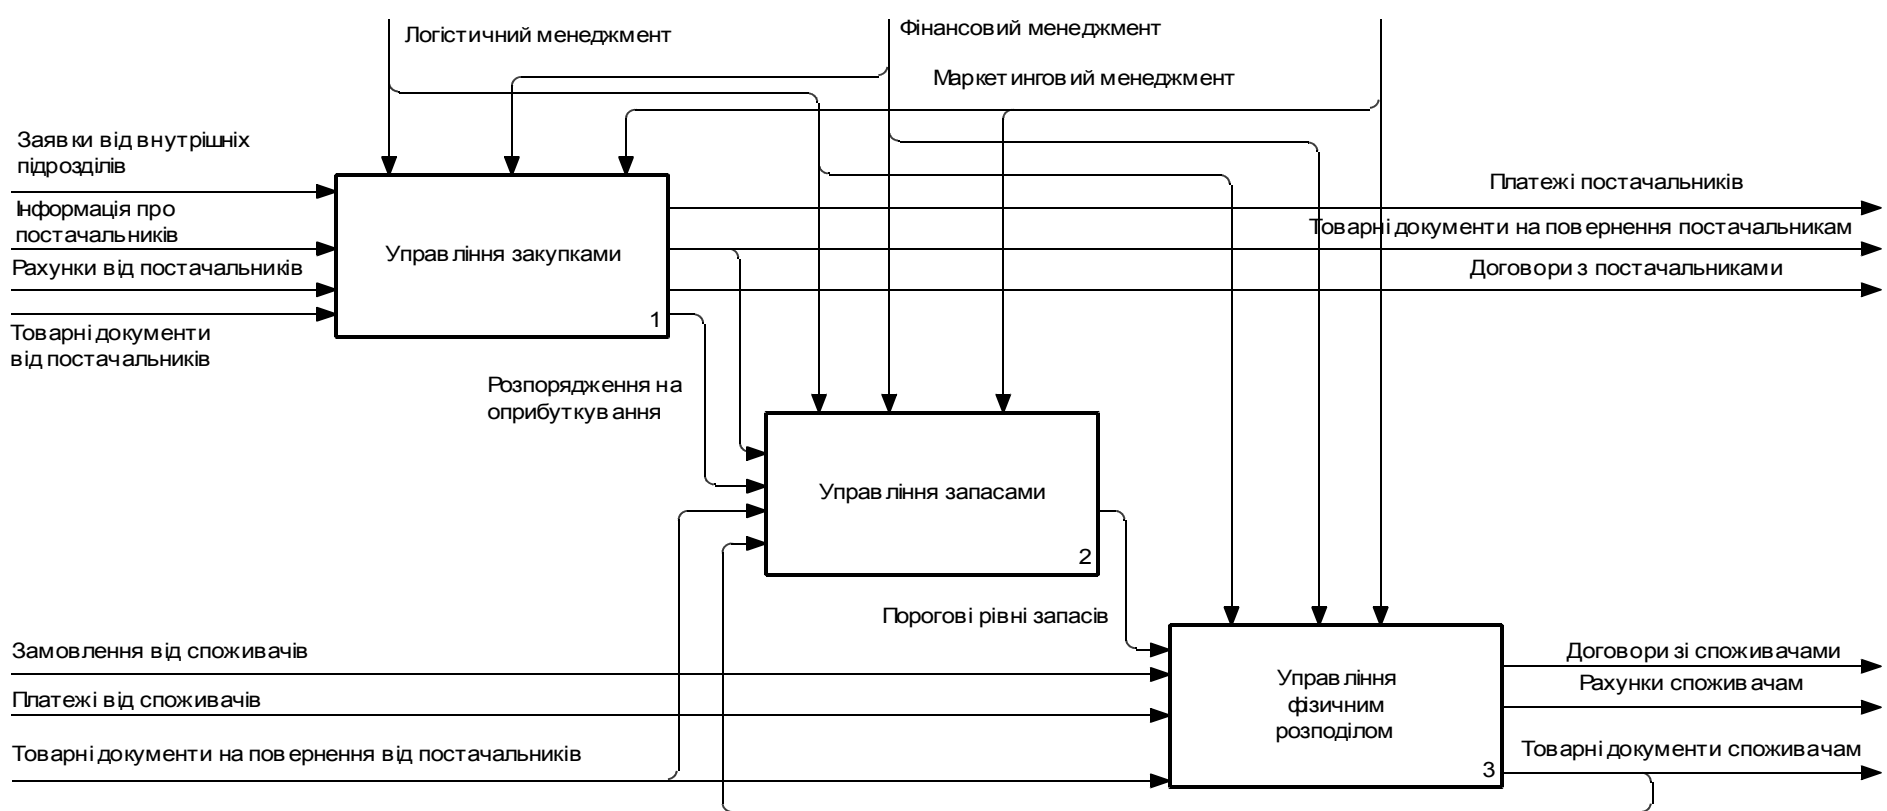 Логістичний менеджмент
Фінансовий менеджмент
Маркетинговий менеджмент
Заявки від внутрішніх
підрозділів
Інформація про
постачальників
Рахунки від постачальників
Товарні документи
від постачальників
Управління закупками
1
Платежі постачальників
Товарні документи на повернення постачальникам
Договори з постачальниками
Розпорядження на
оприбуткування
Управління запасами
2
Порогові рівні запасів
Замовлення від споживачів
Платежі від споживачів
Товарні документи на повернення від постачальників
Управління
фізичним
розподілом
3
Договори зі споживачами
Рахунки споживачам
Товарні документи споживачам